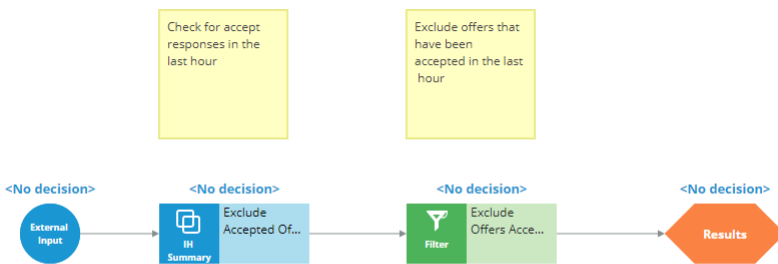 Check for accept
responses in the
last hour
Exclude offers that
have been
accepted in the last
hour
<No decision>
<No decision>
<No decision>
<No decision>
External
Input
IH
Summary
Exclude
Accepted Of...
Filter
Exclude
Offers Acce...
Results